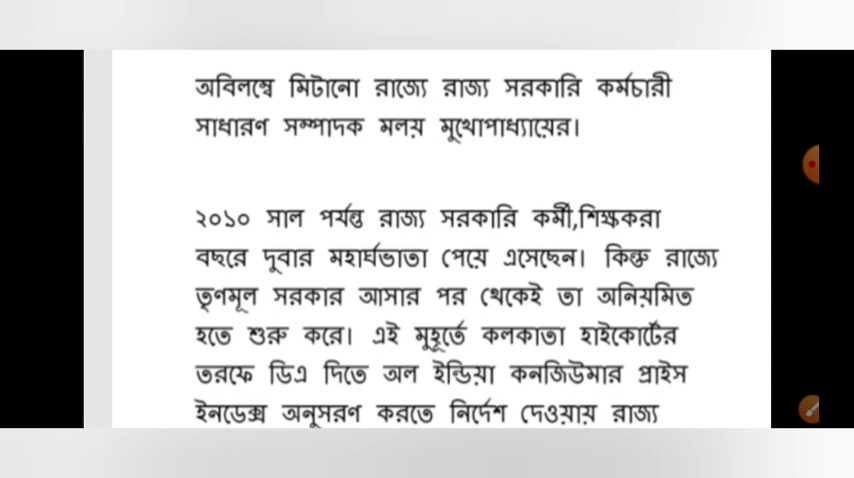 অবিলম্বে মিটানো রাজ্যে রাজ্য সরকারি কর্মচারী
সাধারণ সম্পাদক মলয় মুখোপাধ্যায়ের।
২০১০ সাল পর্যন্ত রাজ্য সরকারি কর্মী,শিক্ষকরা
বছরে দুবার মহার্ঘভাতা পেয়ে এসেছেন। কিন্তু রাজ্যে
তৃণমূল সরকার আসার পর থেকেই তা অনিয়মিত
হতে শুরু করে। এই মুহূর্তে কলকাতা হাইকোর্টের
তরফে ডিএ দিতে অল ইন্ডিয়া কনজিউমার প্রাইস
ইনডেক্স অনুসরণ করতে নির্দেশ দেওয়ায় রাজ্য